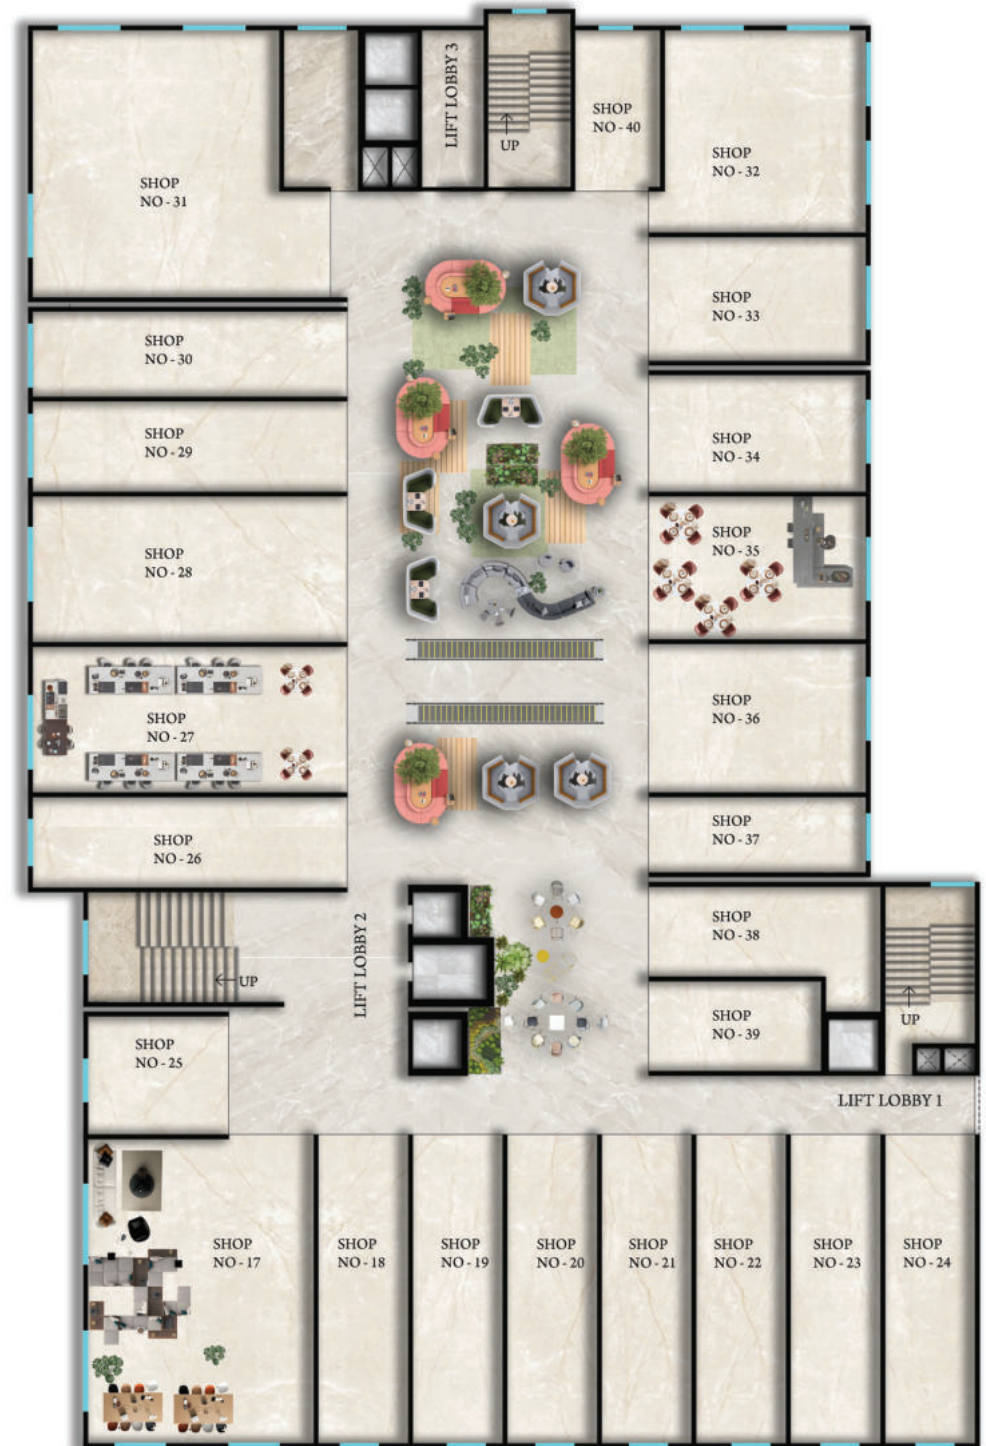 LIFT LOBBY 3
UP
SHOP
NO - 40
SHOP
NO - 32
SHOP
NO - 31
SHOP
NO - 33
SHOP
NO - 30
SHOP
NO - 29
SHOP
NO - 34
SHOP
NO - 28
SHOP
NO - 35
SHOP
NO - 27
SHOP
NO - 36
SHOP
NO - 26
SHOP
NO - 37
LIFT LOBBY 2
UP
SHOP
NO - 38
SHOP
NO - 39
UP
SHOP
NO - 25
LIFT LOBBY 1
SHOP
NO - 17
SHOP
NO - 18
SHOP
NO - 19
SHOP
NO - 20
SHOP
NO - 21
SHOP
NO - 22
SHOP
NO - 23
SHOP
NO - 24